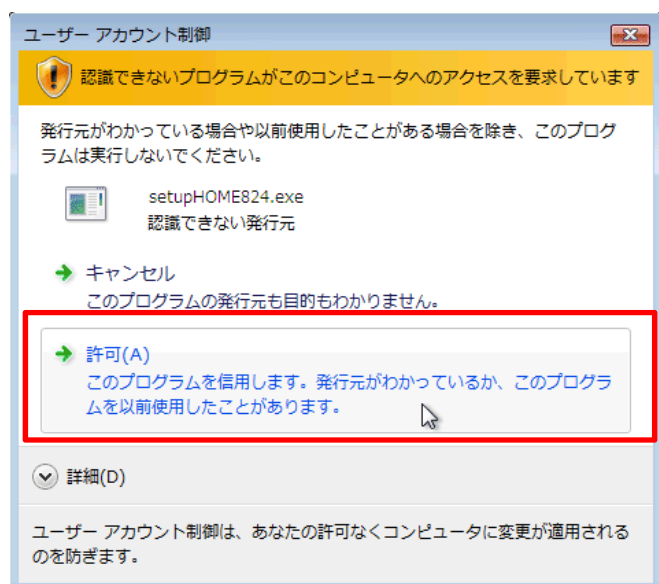 ユーザー アカウント制御
認識できないプログラムがこのコンピュータへのアクセスを要求しています
発行元がわかっている場合や以前使用したことがある場合を除き、このプログ
ラムは実行しないでください。
setupHOME824.exe
認識できない発行元
キャンセル
このプログラムの発行元も目的もわかりません。
許可(A)
このプログラムを信用します。発行元がわかっているか、このプログラ
ムを以前使用したことがあります。
詳細(D)
ユーザー アカウント制御は、あなたの許可なくコンピュータに変更が適用される
のを防ぎます。